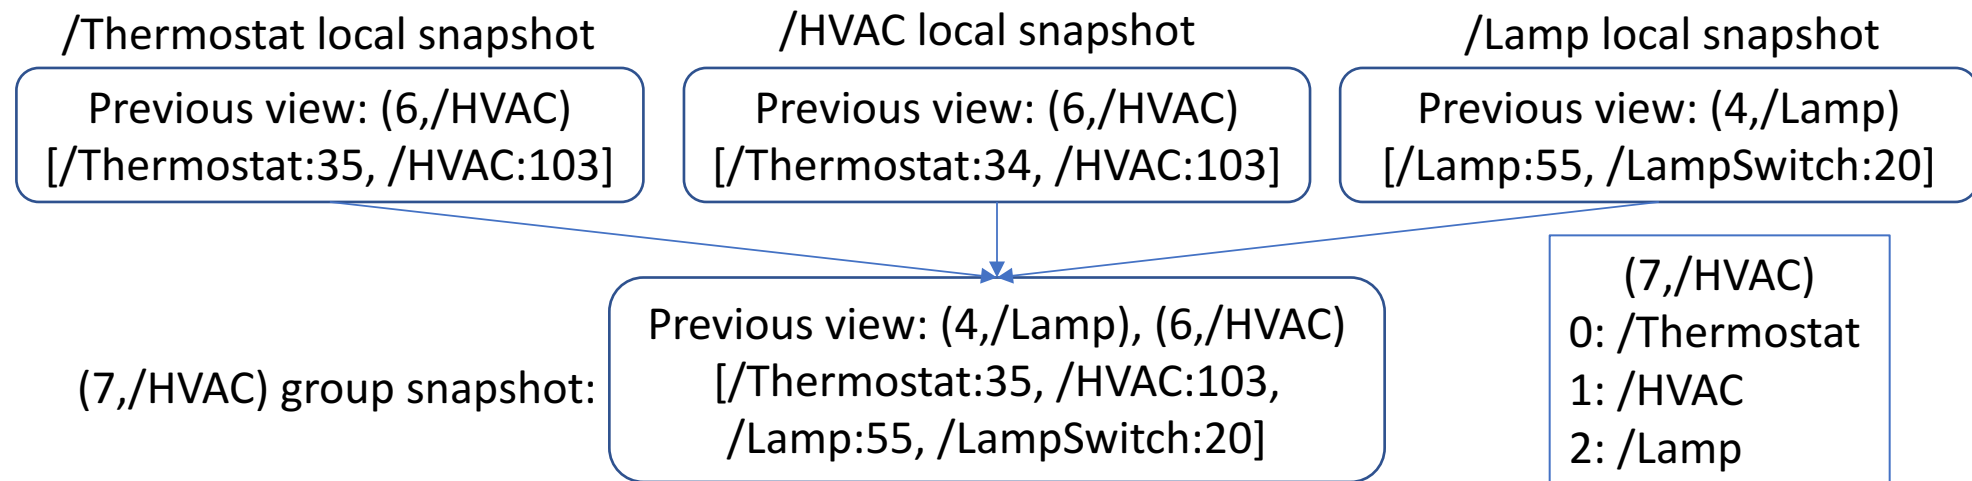 /Thermostat local snapshot
Previous view: (6,/HVAC)
[/Thermostat:35, /HVAC:103]
/HVAC local snapshot
Previous view: (6,/HVAC)
[/Thermostat:34, /HVAC:103]
/Lamp local snapshot
Previous view: (4,/Lamp)
[/Lamp:55, /LampSwitch:20]
(7,/HVAC) group snapshot:
Previous view: (4,/Lamp), (6,/HVAC)
[/Thermostat:35, /HVAC:103,
/Lamp:55, /LampSwitch:20]
(7,/HVAC)
0: /Thermostat
1: /HVAC
2: /Lamp